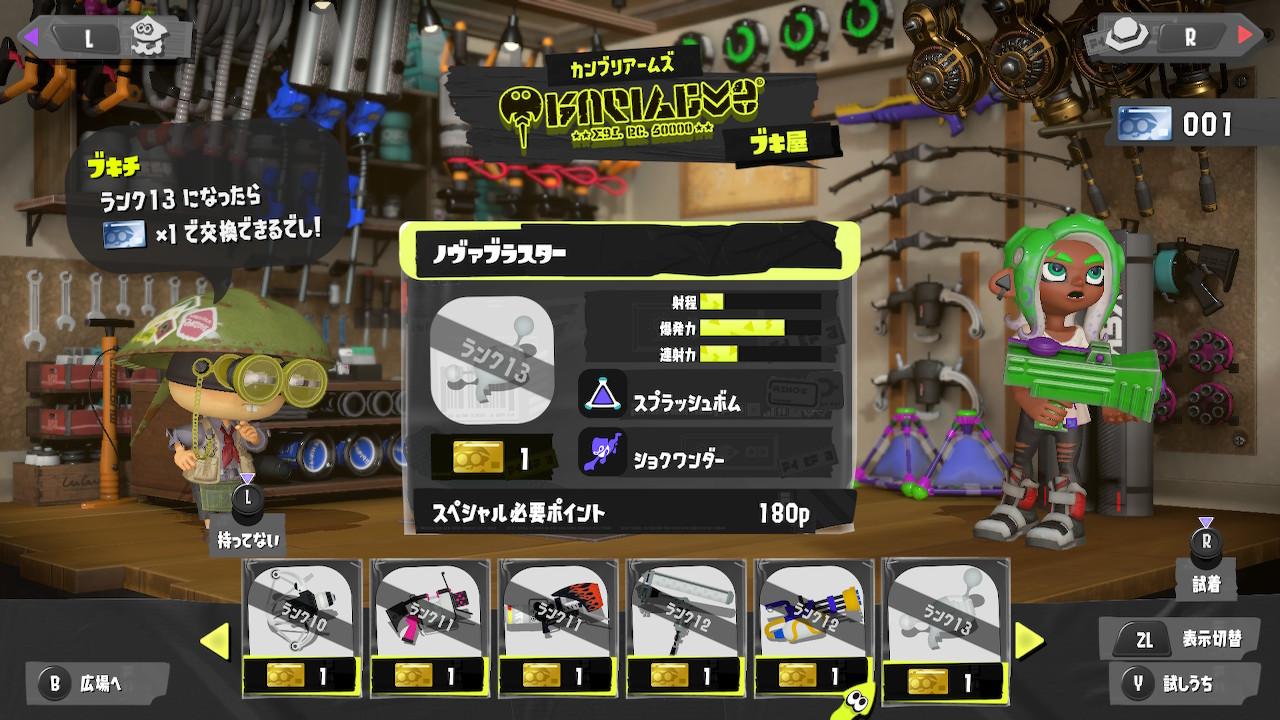 L
R
カンブリアームズ
ブキ屋
001
ブキチ
ランク13 になったら
×1 で交換できるでし!
ノヴァブラスター
ランク13
射程
爆発力
連射力
スプラッシュボム
1
ショクワンダー
スペシャル必要ポイント 180p
L
持ってない
R
試着
ランク10
ランク11
ランク11
ランク12
ランク12
ランク13
1
1
1
1
1
1
ZL 表示切替
B 広場へ
Y 試しうち